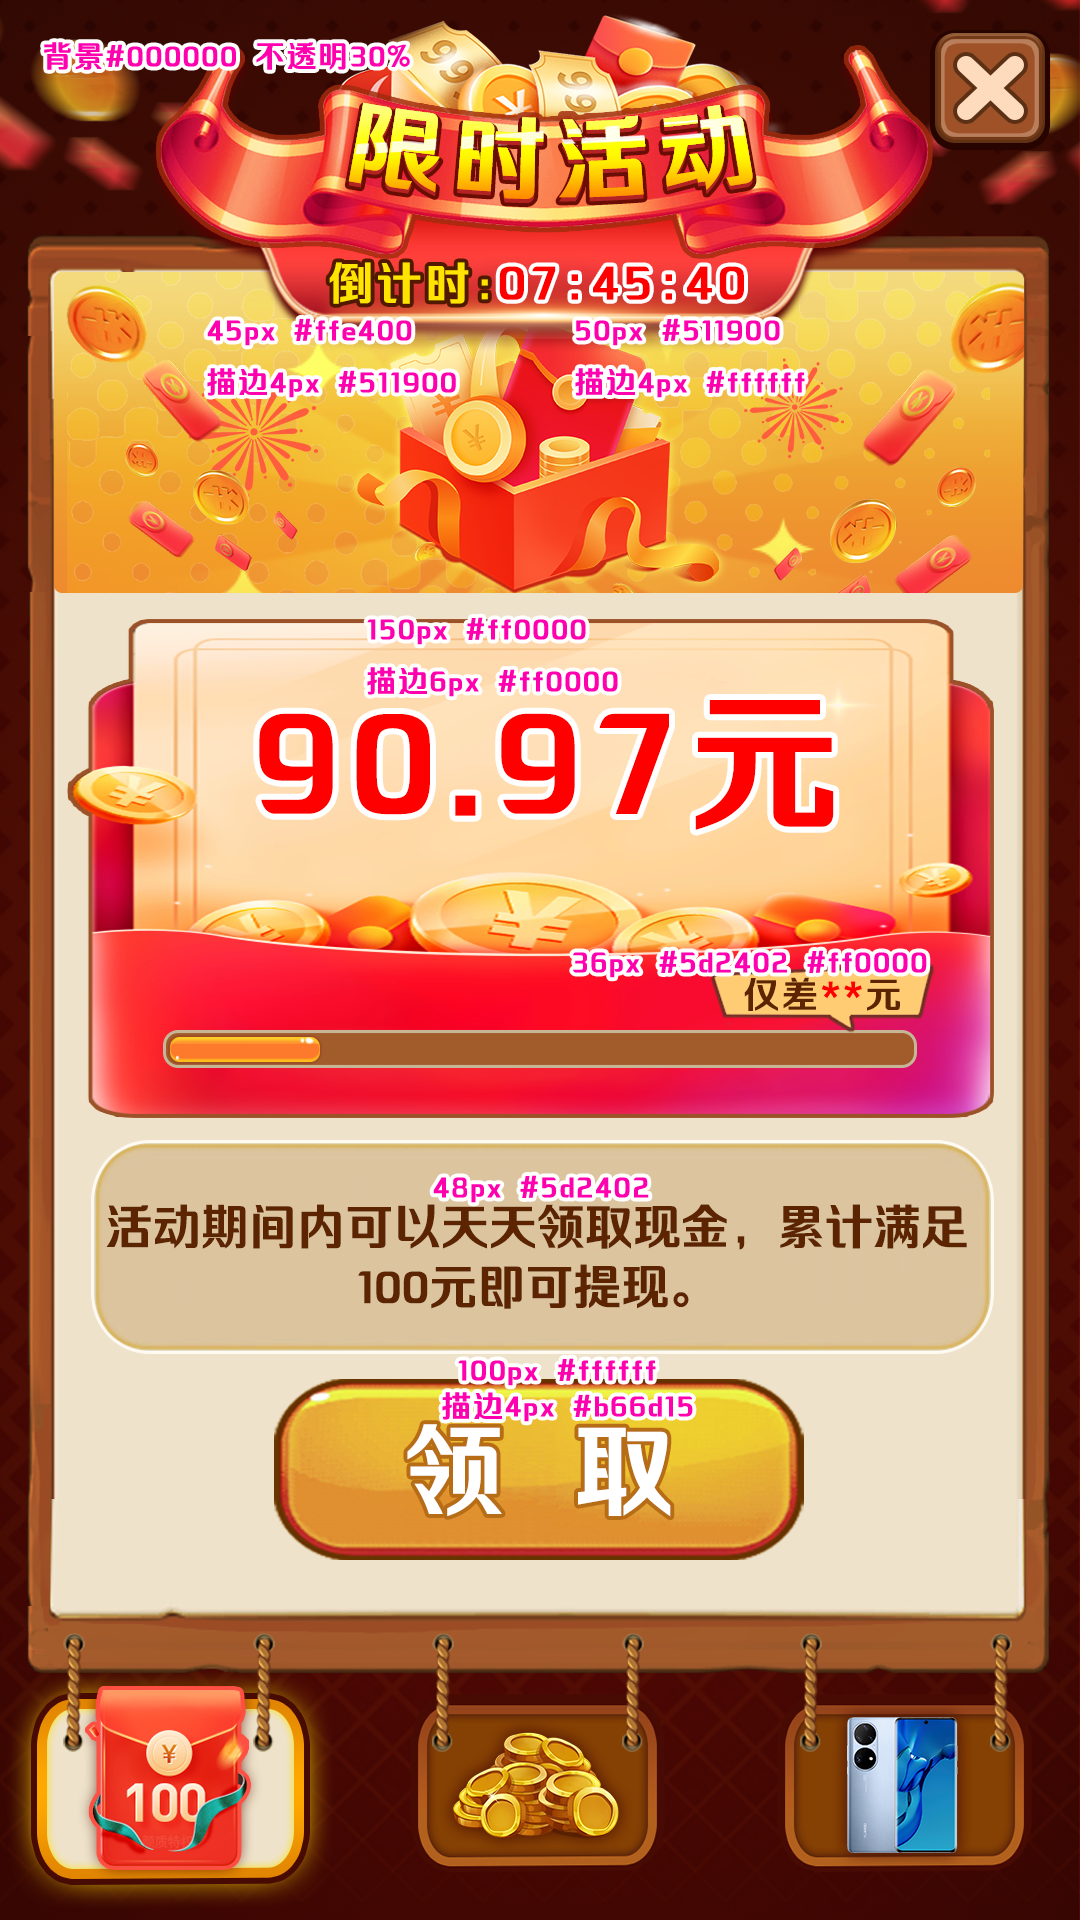 背景#000000 不透明30%
99
99
限时活动
倒计时:07:45:40
45px #ffe400
50px #511900
描边4px #511900
描边4px #ffffff
150px #ff0000
描边6px #ff0000
90.97元
36px #5d2402 #ff0000
仅差**元
48px #5d2402
活动期间内可以天天领取现金，累计满足
100元即可提现。
100px #ffffff
描边4px #b66d15
领 取
¥
100